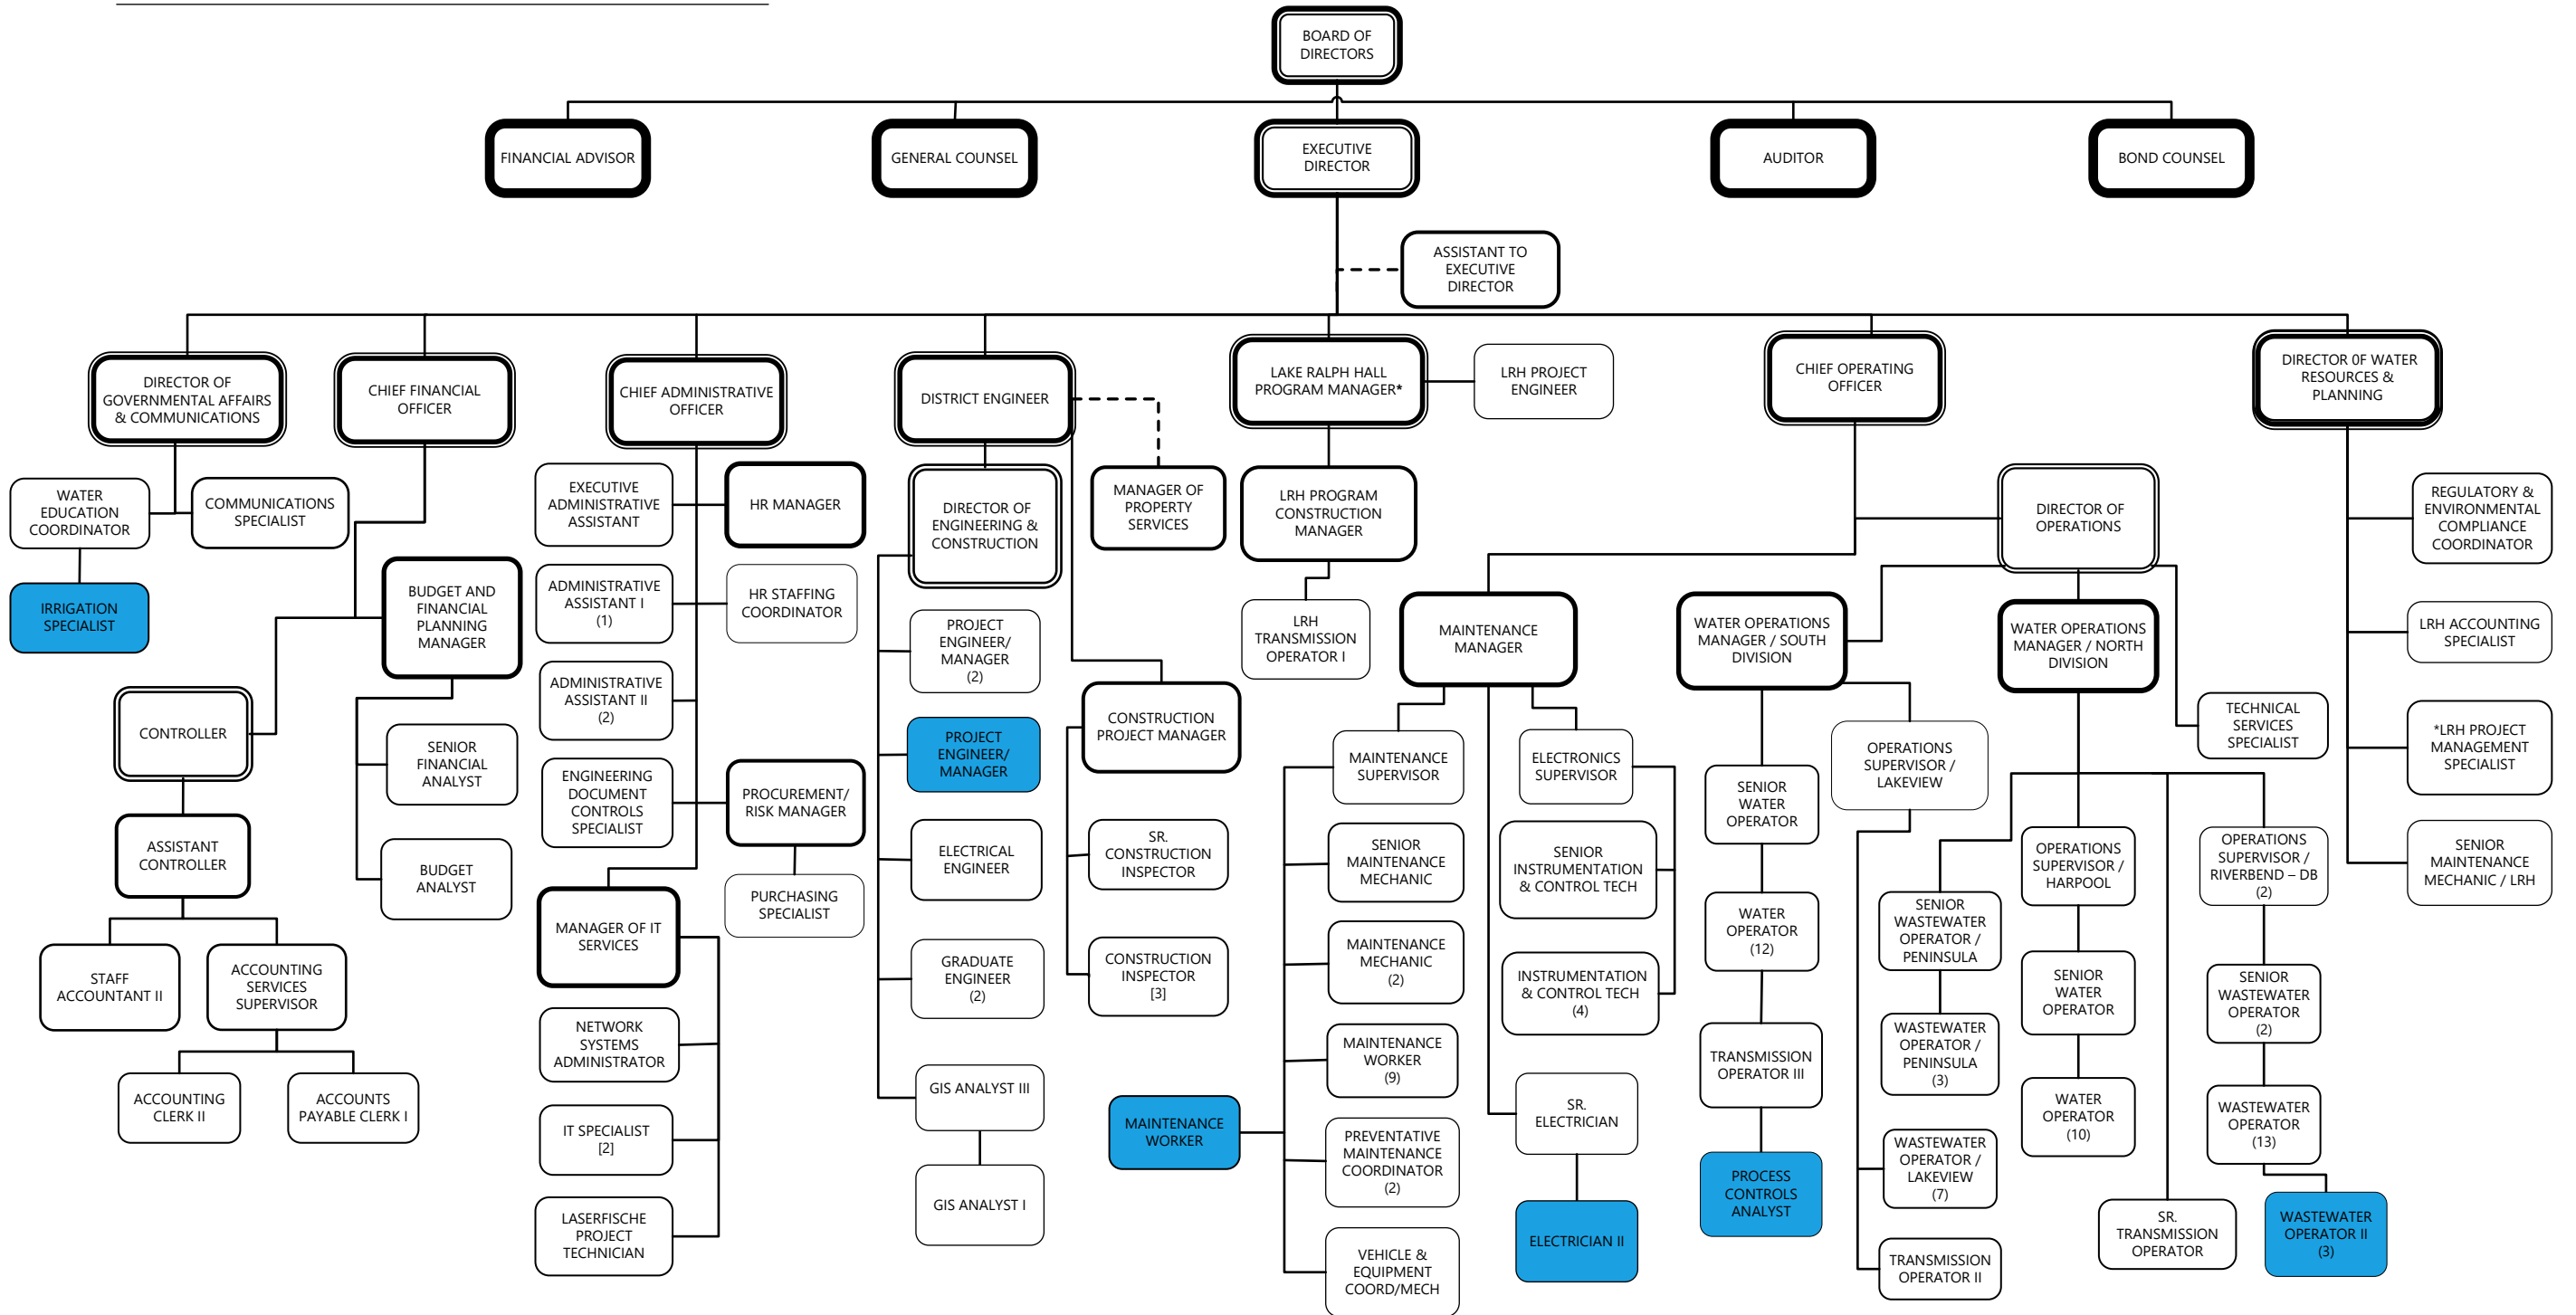 BOARD OF
DIRECTORS
FINANCIAL ADVISOR
GENERAL COUNSEL
EXECUTIVE
DIRECTOR
AUDITOR
BOND COUNSEL
ASSISTANT TO
EXECUTIVE
DIRECTOR
DIRECTOR OF
GOVERNMENTAL AFFAIRS
& COMMUNICATIONS
CHIEF FINANCIAL
OFFICER
CHIEF ADMINISTRATIVE
OFFICER
DISTRICT ENGINEER
LAKE RALPH HALL
PROGRAM MANAGER*
LRH PROJECT
ENGINEER
CHIEF OPERATING
OFFICER
DIRECTOR 0F WATER
RESOURCES &
PLANNING
WATER
EDUCATION
COORDINATOR
COMMUNICATIONS
SPECIALIST
IRRIGATION
SPECIALIST
BUDGET AND
FINANCIAL
PLANNING
MANAGER
CONTROLLER
SENIOR
FINANCIAL
ANALYST
BUDGET
ANALYST
ASSISTANT
CONTROLLER
STAFF
ACCOUNTANT II
ACCOUNTING
SERVICES
SUPERVISOR
ACCOUNTING
CLERK II
ACCOUNTS
PAYABLE CLERK I
EXECUTIVE
ADMINISTRATIVE
ASSISTANT
HR MANAGER
ADMINISTRATIVE
ASSISTANT I
(1)
HR STAFFING
COORDINATOR
ADMINISTRATIVE
ASSISTANT II
(2)
ENGINEERING
DOCUMENT
CONTROLS
SPECIALIST
PROCUREMENT/
RISK MANAGER
PURCHASING
SPECIALIST
MANAGER OF IT
SERVICES
NETWORK
SYSTEMS
ADMINISTRATOR
IT SPECIALIST
[2]
LASERFISCHE
PROJECT
TECHNICIAN
DIRECTOR OF
ENGINEERING &
CONSTRUCTION
MANAGER OF
PROPERTY
SERVICES
PROJECT
ENGINEER/
MANAGER
(2)
PROJECT
ENGINEER/
MANAGER
ELECTRICAL
ENGINEER
GRADUATE
ENGINEER
(2)
GIS ANALYST III
GIS ANALYST I
CONSTRUCTION
PROJECT MANAGER
SR.
CONSTRUCTION
INSPECTOR
CONSTRUCTION
INSPECTOR
[3]
LRH PROGRAM
CONSTRUCTION
MANAGER
LRH
TRANSMISSION
OPERATOR I
MAINTENANCE
MANAGER
MAINTENANCE
SUPERVISOR
SENIOR
MAINTENANCE
MECHANIC
MAINTENANCE
MECHANIC
(2)
MAINTENANCE
WORKER
(9)
MAINTENANCE
WORKER
PREVENTATIVE
MAINTENANCE
COORDINATOR
(2)
VEHICLE &
EQUIPMENT
COORD/MECH
ELECTRONICS
SUPERVISOR
SENIOR
INSTRUMENTATION
& CONTROL TECH
INSTRUMENTATION
& CONTROL TECH
(4)
SR.
ELECTRICIAN
ELECTRICIAN II
DIRECTOR OF
OPERATIONS
WATER OPERATIONS
MANAGER / SOUTH
DIVISION
SENIOR
WATER
OPERATOR
WATER
OPERATOR
(12)
TRANSMISSION
OPERATOR III
PROCESS
CONTROLS
ANALYST
OPERATIONS
SUPERVISOR /
LAKEVIEW
WASTEWATER
OPERATOR /
LAKEVIEW
(7)
TRANSMISSION
OPERATOR II
WATER OPERATIONS
MANAGER / NORTH
DIVISION
TECHNICAL
SERVICES
SPECIALIST
SENIOR
WASTEWATER
OPERATOR /
PENINSULA
WASTEWATER
OPERATOR /
PENINSULA
(3)
OPERATIONS
SUPERVISOR /
HARPOOL
SENIOR
WATER
OPERATOR
WATER
OPERATOR
(10)
SR.
TRANSMISSION
OPERATOR
OPERATIONS
SUPERVISOR /
RIVERBEND – DB
(2)
SENIOR
WASTEWATER
OPERATOR
(2)
WASTEWATER
OPERATOR
(13)
WASTEWATER
OPERATOR II
(3)
REGULATORY &
ENVIRONMENTAL
COMPLIANCE
COORDINATOR
LRH ACCOUNTING
SPECIALIST
*LRH PROJECT
MANAGEMENT
SPECIALIST
SENIOR
MAINTENANCE
MECHANIC / LRH